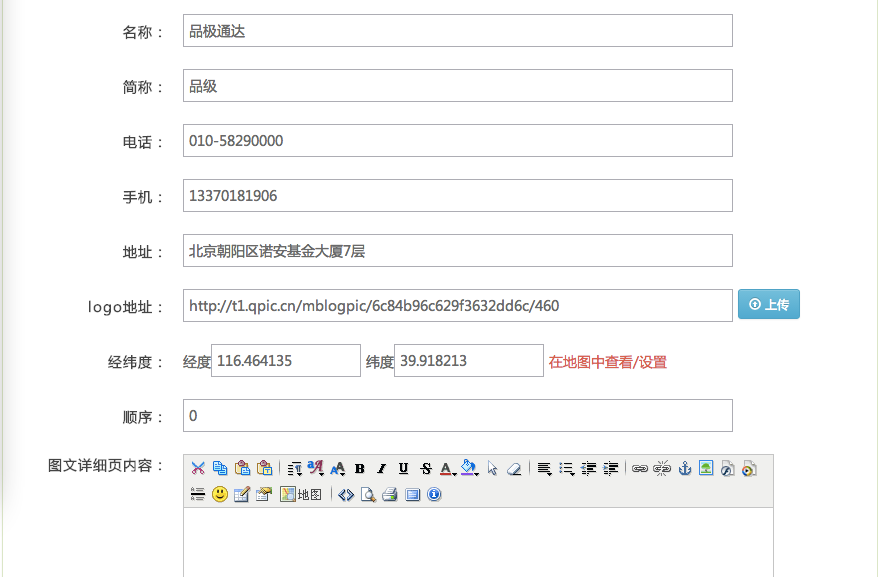 名称： 品极通达
简称： 品级
电话： 010-58290000
手机： 13370181906
地址： 北京朝阳区诺安基金大厦7层
logo地址： http://t1.qpic.cn/mblogpic/6c84b96c629f3632dd6c/460 上传
经纬度： 经度 116.464135 纬度 39.918213 在地图中查看/设置
顺序： 0
图文详细页内容：
地图